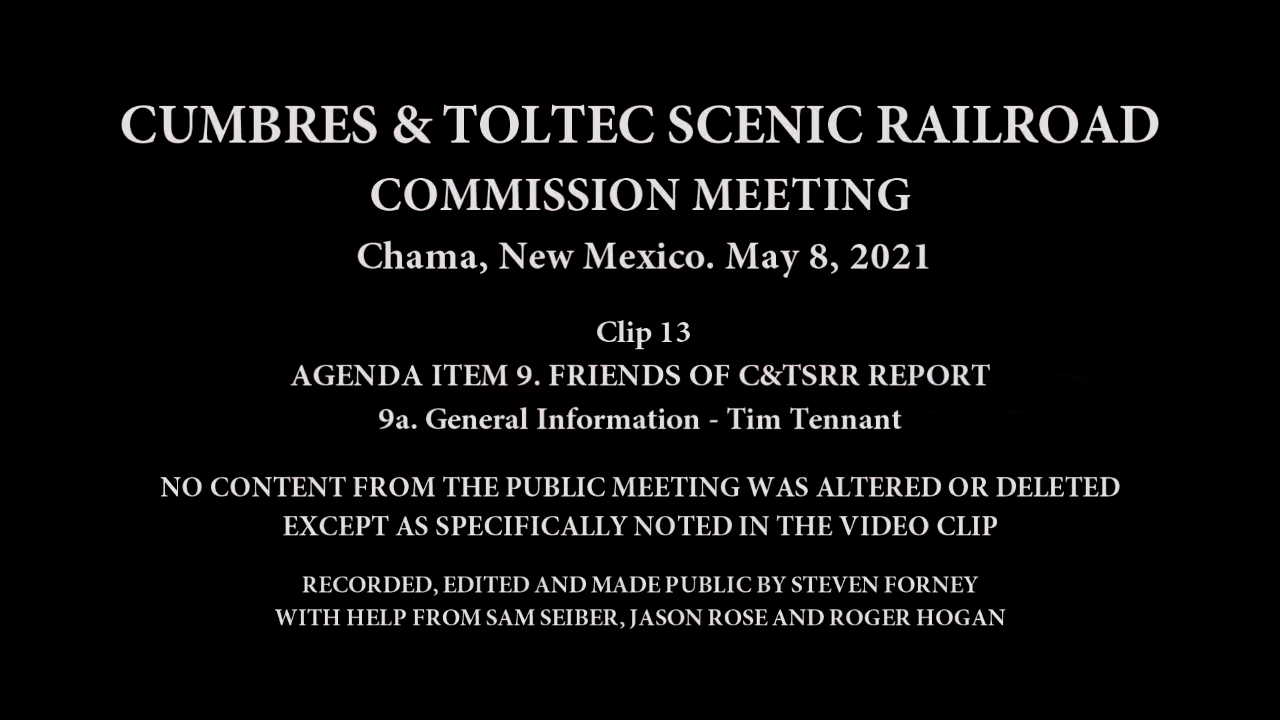 CUMBRES & TOLTEC SCENIC RAILROAD
COMMISSION MEETING
Chama, New Mexico. May 8, 2021
Clip 13
AGENDA ITEM 9. FRIENDS OF C&TSRR REPORT
9a. General Information - Tim Tennant
NO CONTENT FROM THE PUBLIC MEETING WAS ALTERED OR DELETED
EXCEPT AS SPECIFICALLY NOTED IN THE VIDEO CLIP
RECORDED, EDITED AND MADE PUBLIC BY STEVEN FORNEY
WITH HELP FROM SAM SEIBER, JASON ROSE AND ROGER HOGAN